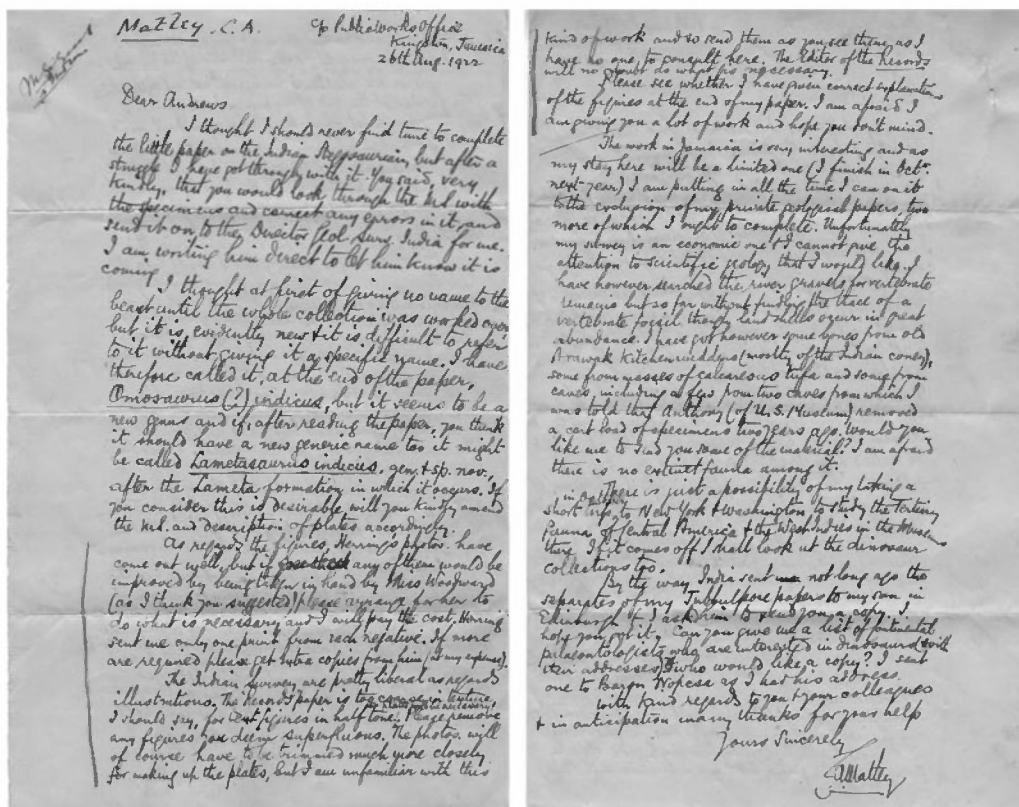 Matley. C.A.
c/o Public Works Office
Kingston, Jamaica
26th Aug. 1922
Dear Andrews
I thought I should never find time to complete
the little paper on the Indian Stegosaurian, but after a
struggle I have got through with it. You said, very
kindly, that you would look through the MS. with
the specimens and correct any errors in it, and
send it on to the Director Geol Surv. India for me.
I am writing him direct to let him know it is
coming.
I thought at first of giving no name to the
beast until the whole collection was worked over
but it is evidently new & it is difficult to refer
to it without giving it a specific name. I have
therefore called it, at the end of the paper,
Omosaurus (?) indicus, but it seems to be a
new genus and if, after reading the paper, you think
it should have a new generic name too it might
be called Lametasaurus indicus. gen. & sp. nov.,
after the Lameta formation in which it occurs. If
you consider this is desirable, will you kindly amend
the MS. and description of plates accordingly.
As regards the figures, Herring's photos. have
come out well, but if any of them would be
improved by being taken in hand by Miss Woodward
(as I think you suggested) please arrange for her to
do what is necessary and I will pay the cost. Herring
sent me only one print from each negative. If more
are required please get extra copies from him (at my expense).
The Indian Survey are pretty liberal as regards
illustrations. The Records paper is too coarse in texture,
I should say, for text figures in half tone. Please remove
any figures you deem superfluous. The photos. will
of course have to be trimmed much more closely
for making up the plates, but I am unfamiliar with this
kind of work and so send them as you see them, as I
have no one to consult here. The Editor of the Records
will no doubt do what is necessary.
Please see whether I have given correct explanations
of the figures at the end of my paper. I am afraid I
am giving you a lot of work and hope you don't mind.
The work in Jamaica is very interesting and as
my stay here will be a limited one (I finish in Octr.
next year) I am putting in all the time I can on it
to the exclusion of my private geological papers, two
more of which I ought to complete. Unfortunately
my survey is an economic one & I cannot give the
attention to scientific geology that I would like. I
have however searched the river gravels for vertebrate
remains but so far without finding the trace of a
vertebrate fossil though land shells occur in great
abundance. I have got however some bones from old
Arawak Kitchen middens (mostly of the Indian coney),
some from masses of calcareous tufa and some from
caves, including a few from two caves from which I
was told that Anthony (of U.S. Museum) removed
a cart load of specimens two years ago. Would you
like me to send you some of the material? I am afraid
there is no extinct fauna among it.
There is just a possibility of my taking a
short trip to New York & Washington to study the Tertiary
Fauna of Central America & the West Indies in the Museums
there. If it comes off I shall look at the dinosaur
collections too.
By the way, India sent me not long ago the
separates of my Jubbulpore papers to my son in
Edinburgh & I ask him to send you a copy. I
hope you got it. Can you give me a list of Continental
palaeontologists who are interested in dinosaurs (with
their addresses) & who would like a copy? I sent
one to Baron Nopcsa as I had his address.
With kind regards to you & your colleagues
& in anticipation many thanks for your help
Yours Sincerely
CA Matley